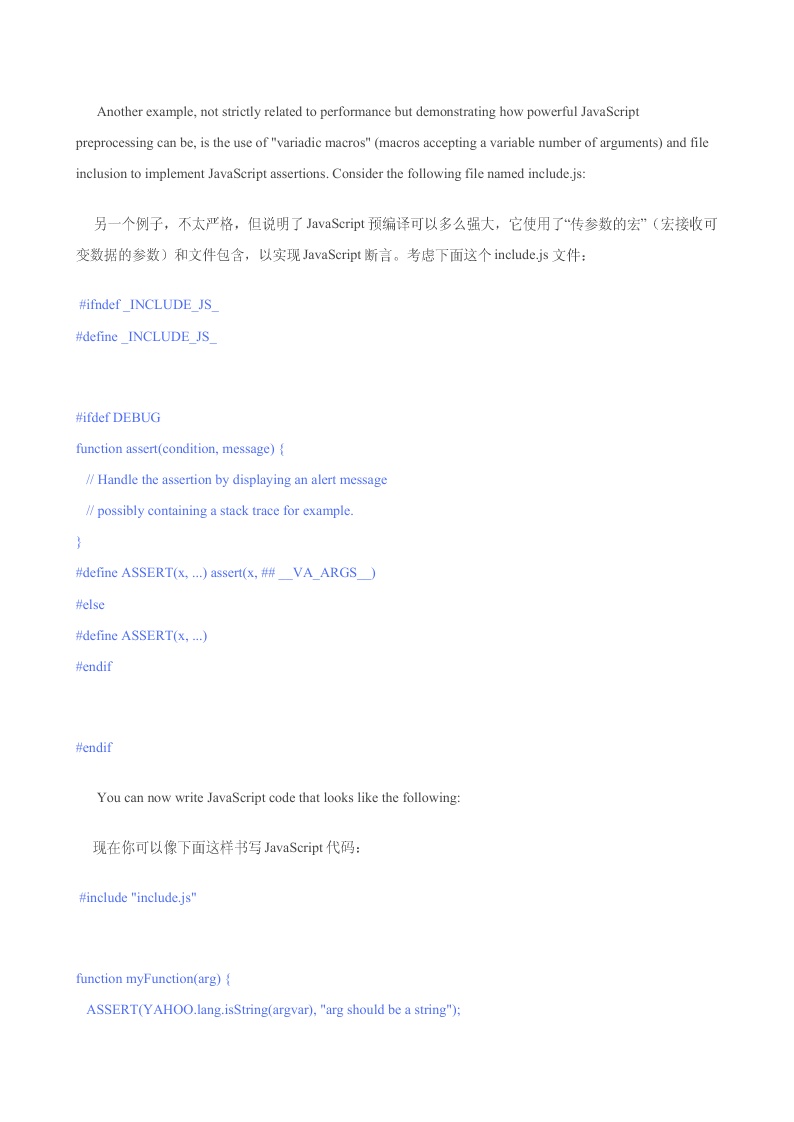 Another example, not strictly related to performance but demonstrating how powerful JavaScript
preprocessing can be, is the use of "variadic macros" (macros accepting a variable number of arguments) and file
inclusion to implement JavaScript assertions. Consider the following file named include.js:
另一个例子，不太严格，但说明了 JavaScript 预编译可以多么强大，它使用了“传参数的宏”（宏接收可
变数据的参数）和文件包含，以实现 JavaScript 断言。考虑下面这个 include.js 文件：
#ifndef _INCLUDE_JS_
#define _INCLUDE_JS_
#ifdef DEBUG
function assert(condition, message) {
// Handle the assertion by displaying an alert message
// possibly containing a stack trace for example.
}
#define ASSERT(x, ...) assert(x, ## __VA_ARGS__)
#else
#define ASSERT(x, ...)
#endif
#endif
You can now write JavaScript code that looks like the following:
现在你可以像下面这样书写 JavaScript 代码：
#include "include.js"
function myFunction(arg) {
ASSERT(YAHOO.lang.isString(argvar), "arg should be a string");